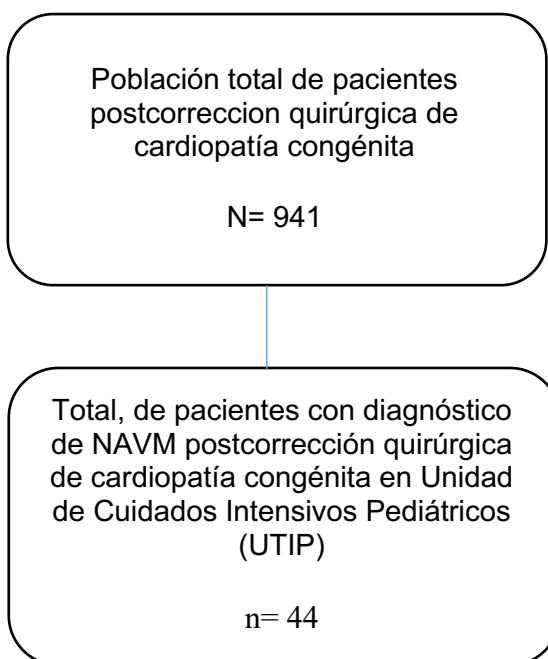 Población total de pacientes
postcorreccion quirúrgica de
cardiopatía congénita
N= 941
Total, de pacientes con diagnóstico
de NAVM postcorrección quirúrgica
de cardiopatía congénita en Unidad
de Cuidados Intensivos Pediátricos
(UTIP)
n= 44